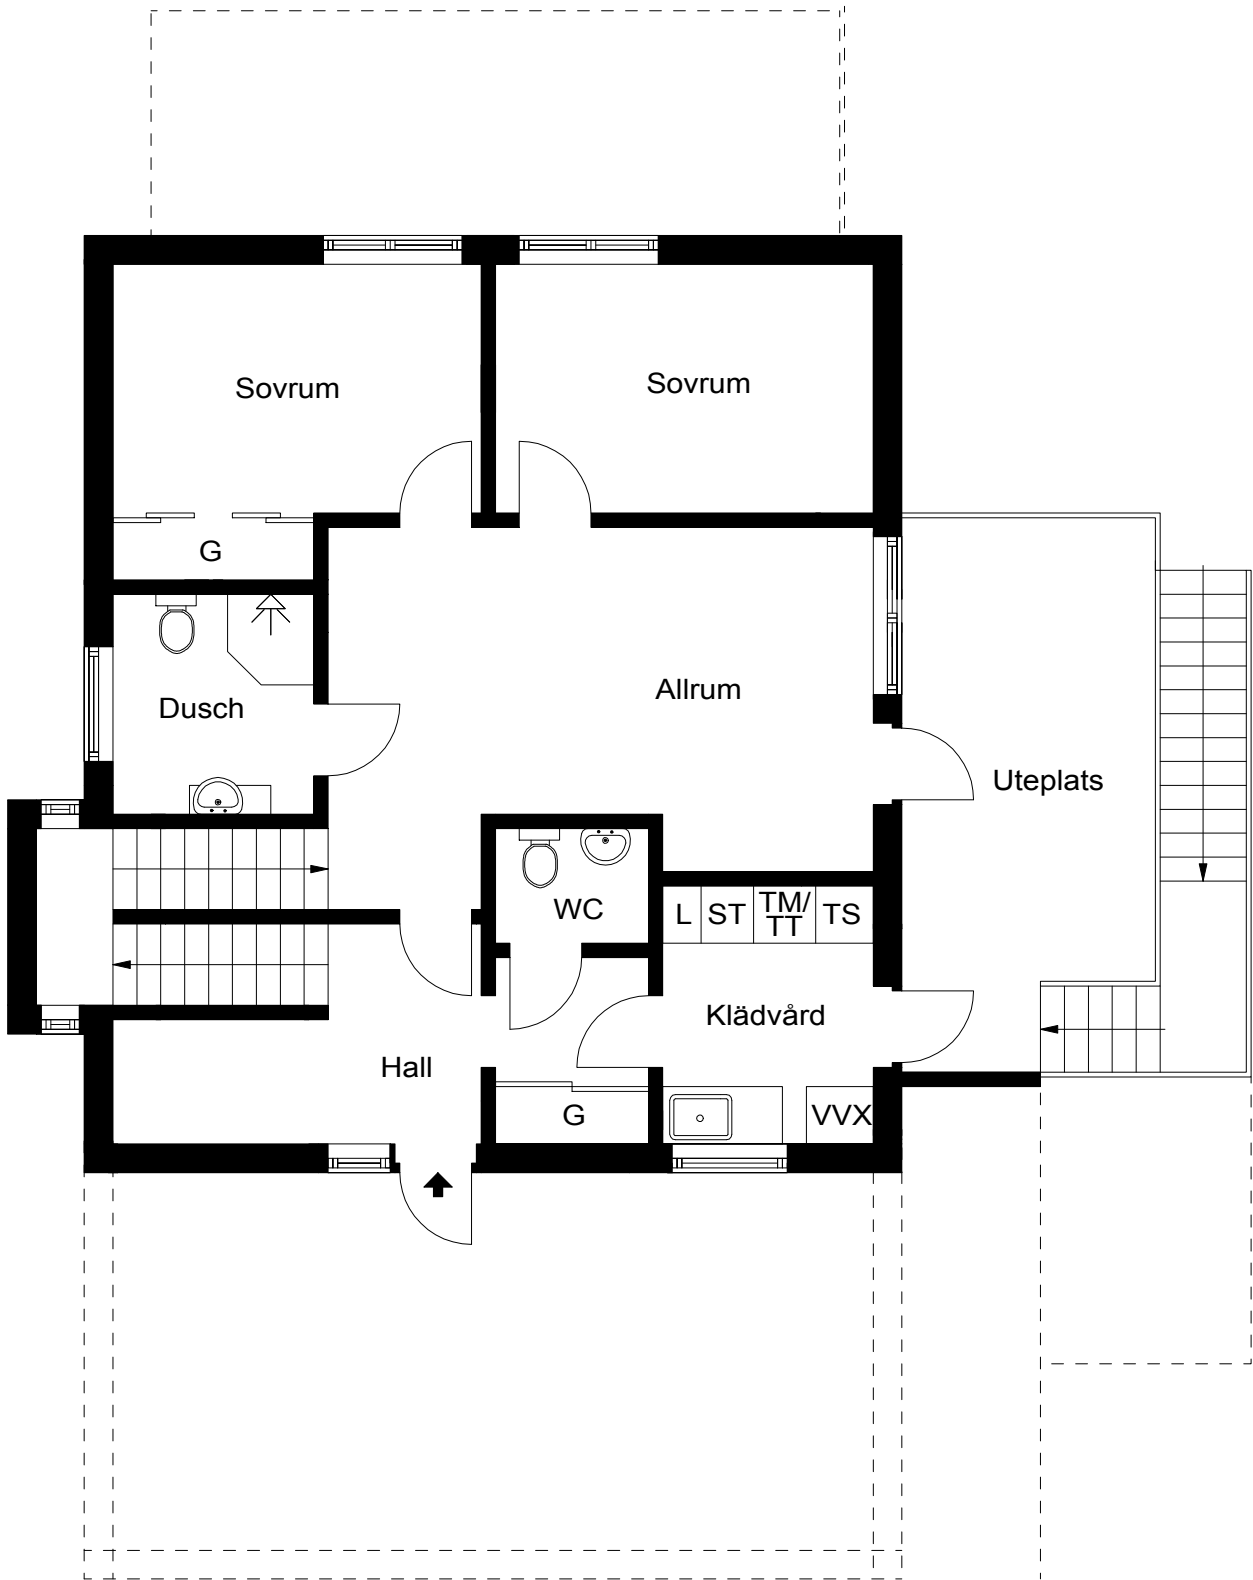 Sovrum
Sovrum
G
Dusch
Allrum
Uteplats
WC
L
ST
TM/
TT
TS
Klädvård
Hall
G
VVX